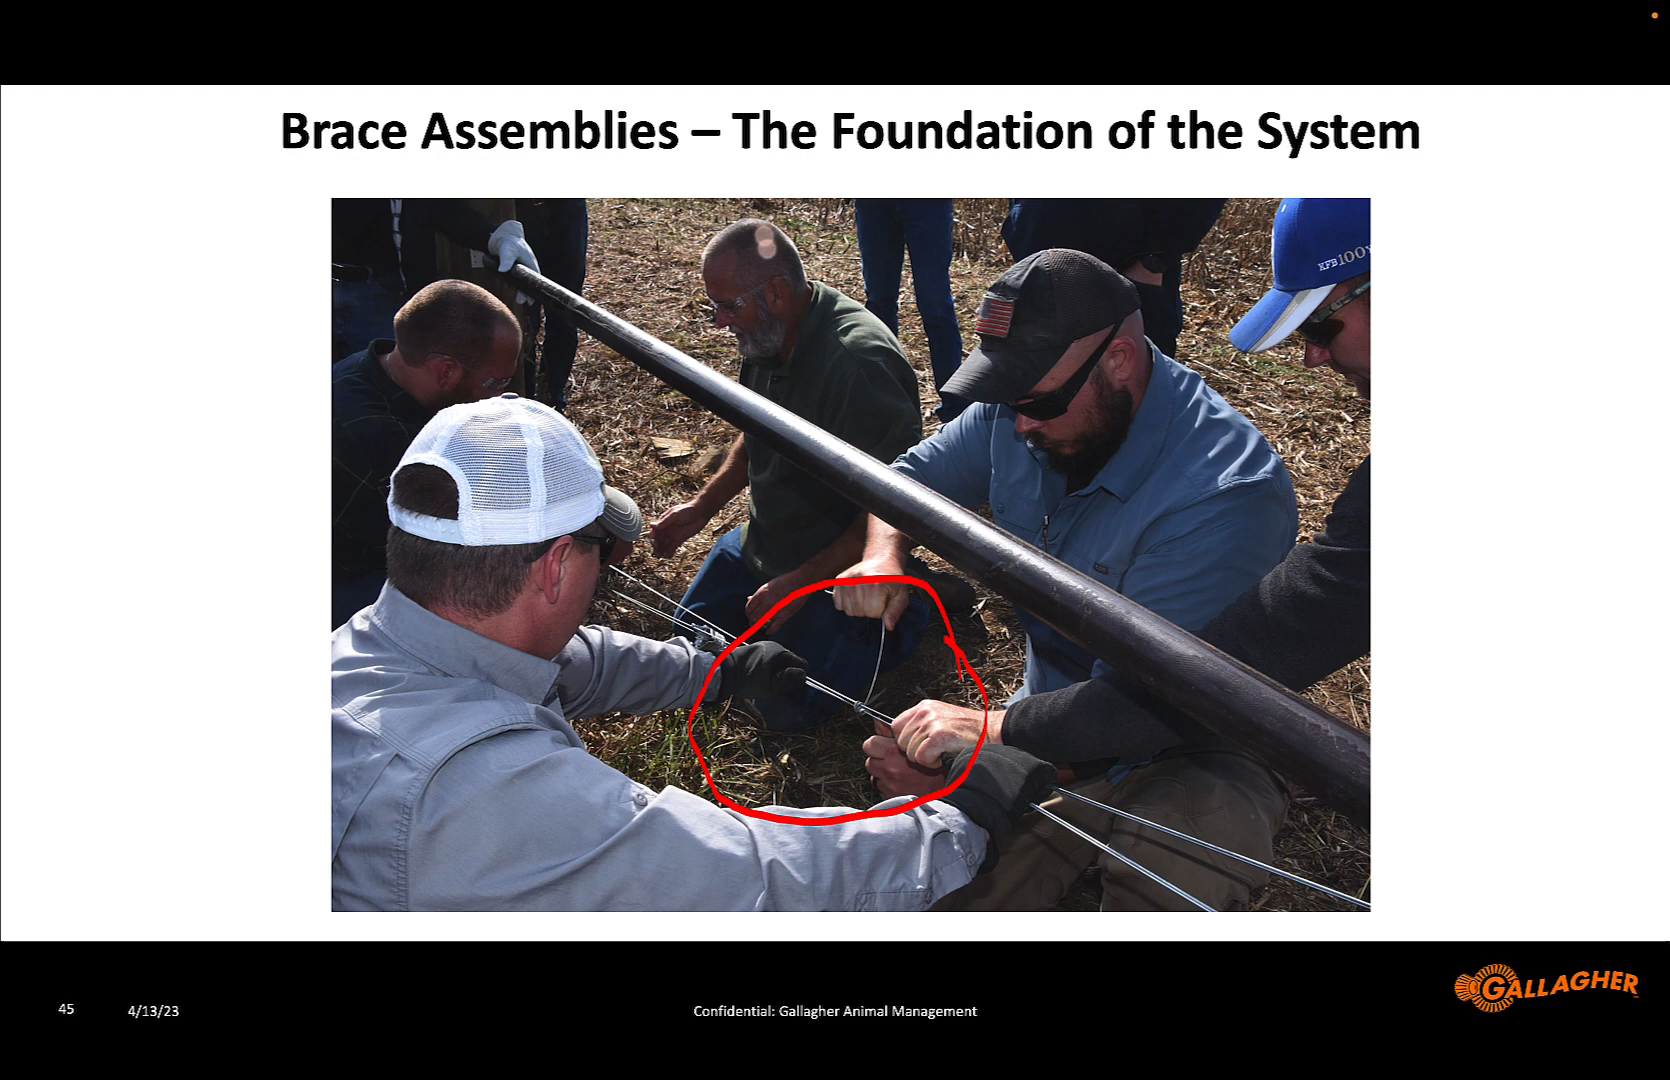 Brace Assemblies – The Foundation of the System
KFB100
45
4/13/23
Confidential: Gallagher Animal Management
GALLAGHER